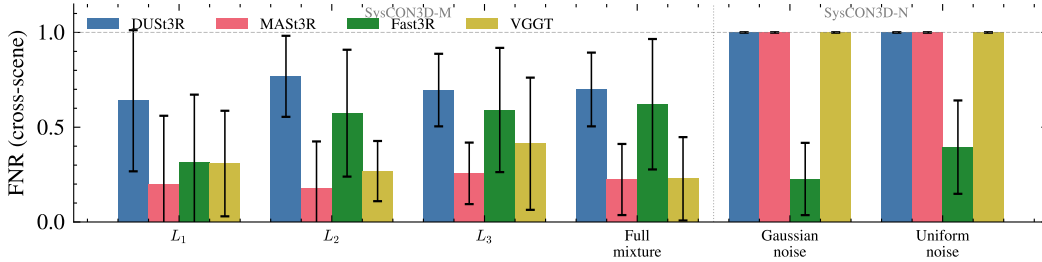 SysCON3D-M
SysCON3D-N
DUSt3R
MASt3R
Fast3R
VGGT
FNR (cross-scene)
1.0
0.5
0.0
L1
L2
L3
Full
mixture
Gaussian
noise
Uniform
noise